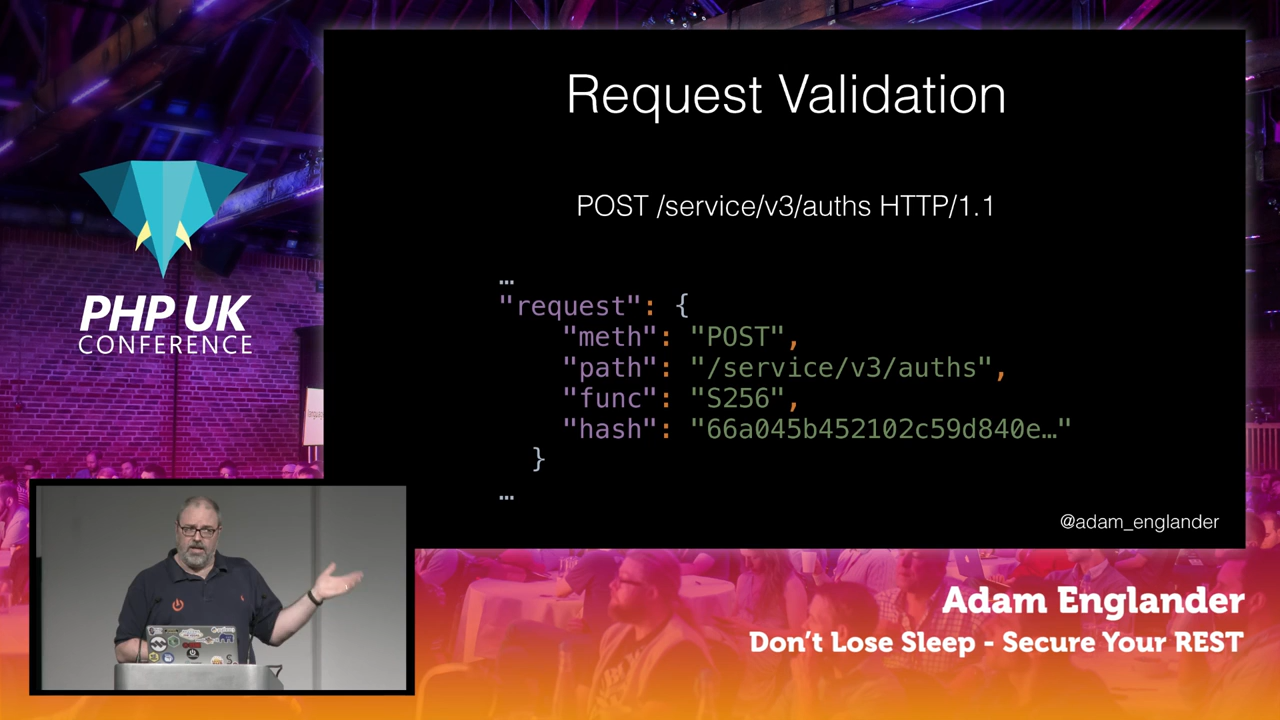 Request Validation
POST /service/v3/auths HTTP/1.1
…
"request": {
"meth": "POST",
"path": "/service/v3/auths",
"func": "S256",
"hash": "66a045b452102c59d840e…"
}
…
@adam_englander
PHP UK
CONFERENCE
Adam Englander
Don't Lose Sleep - Secure Your REST